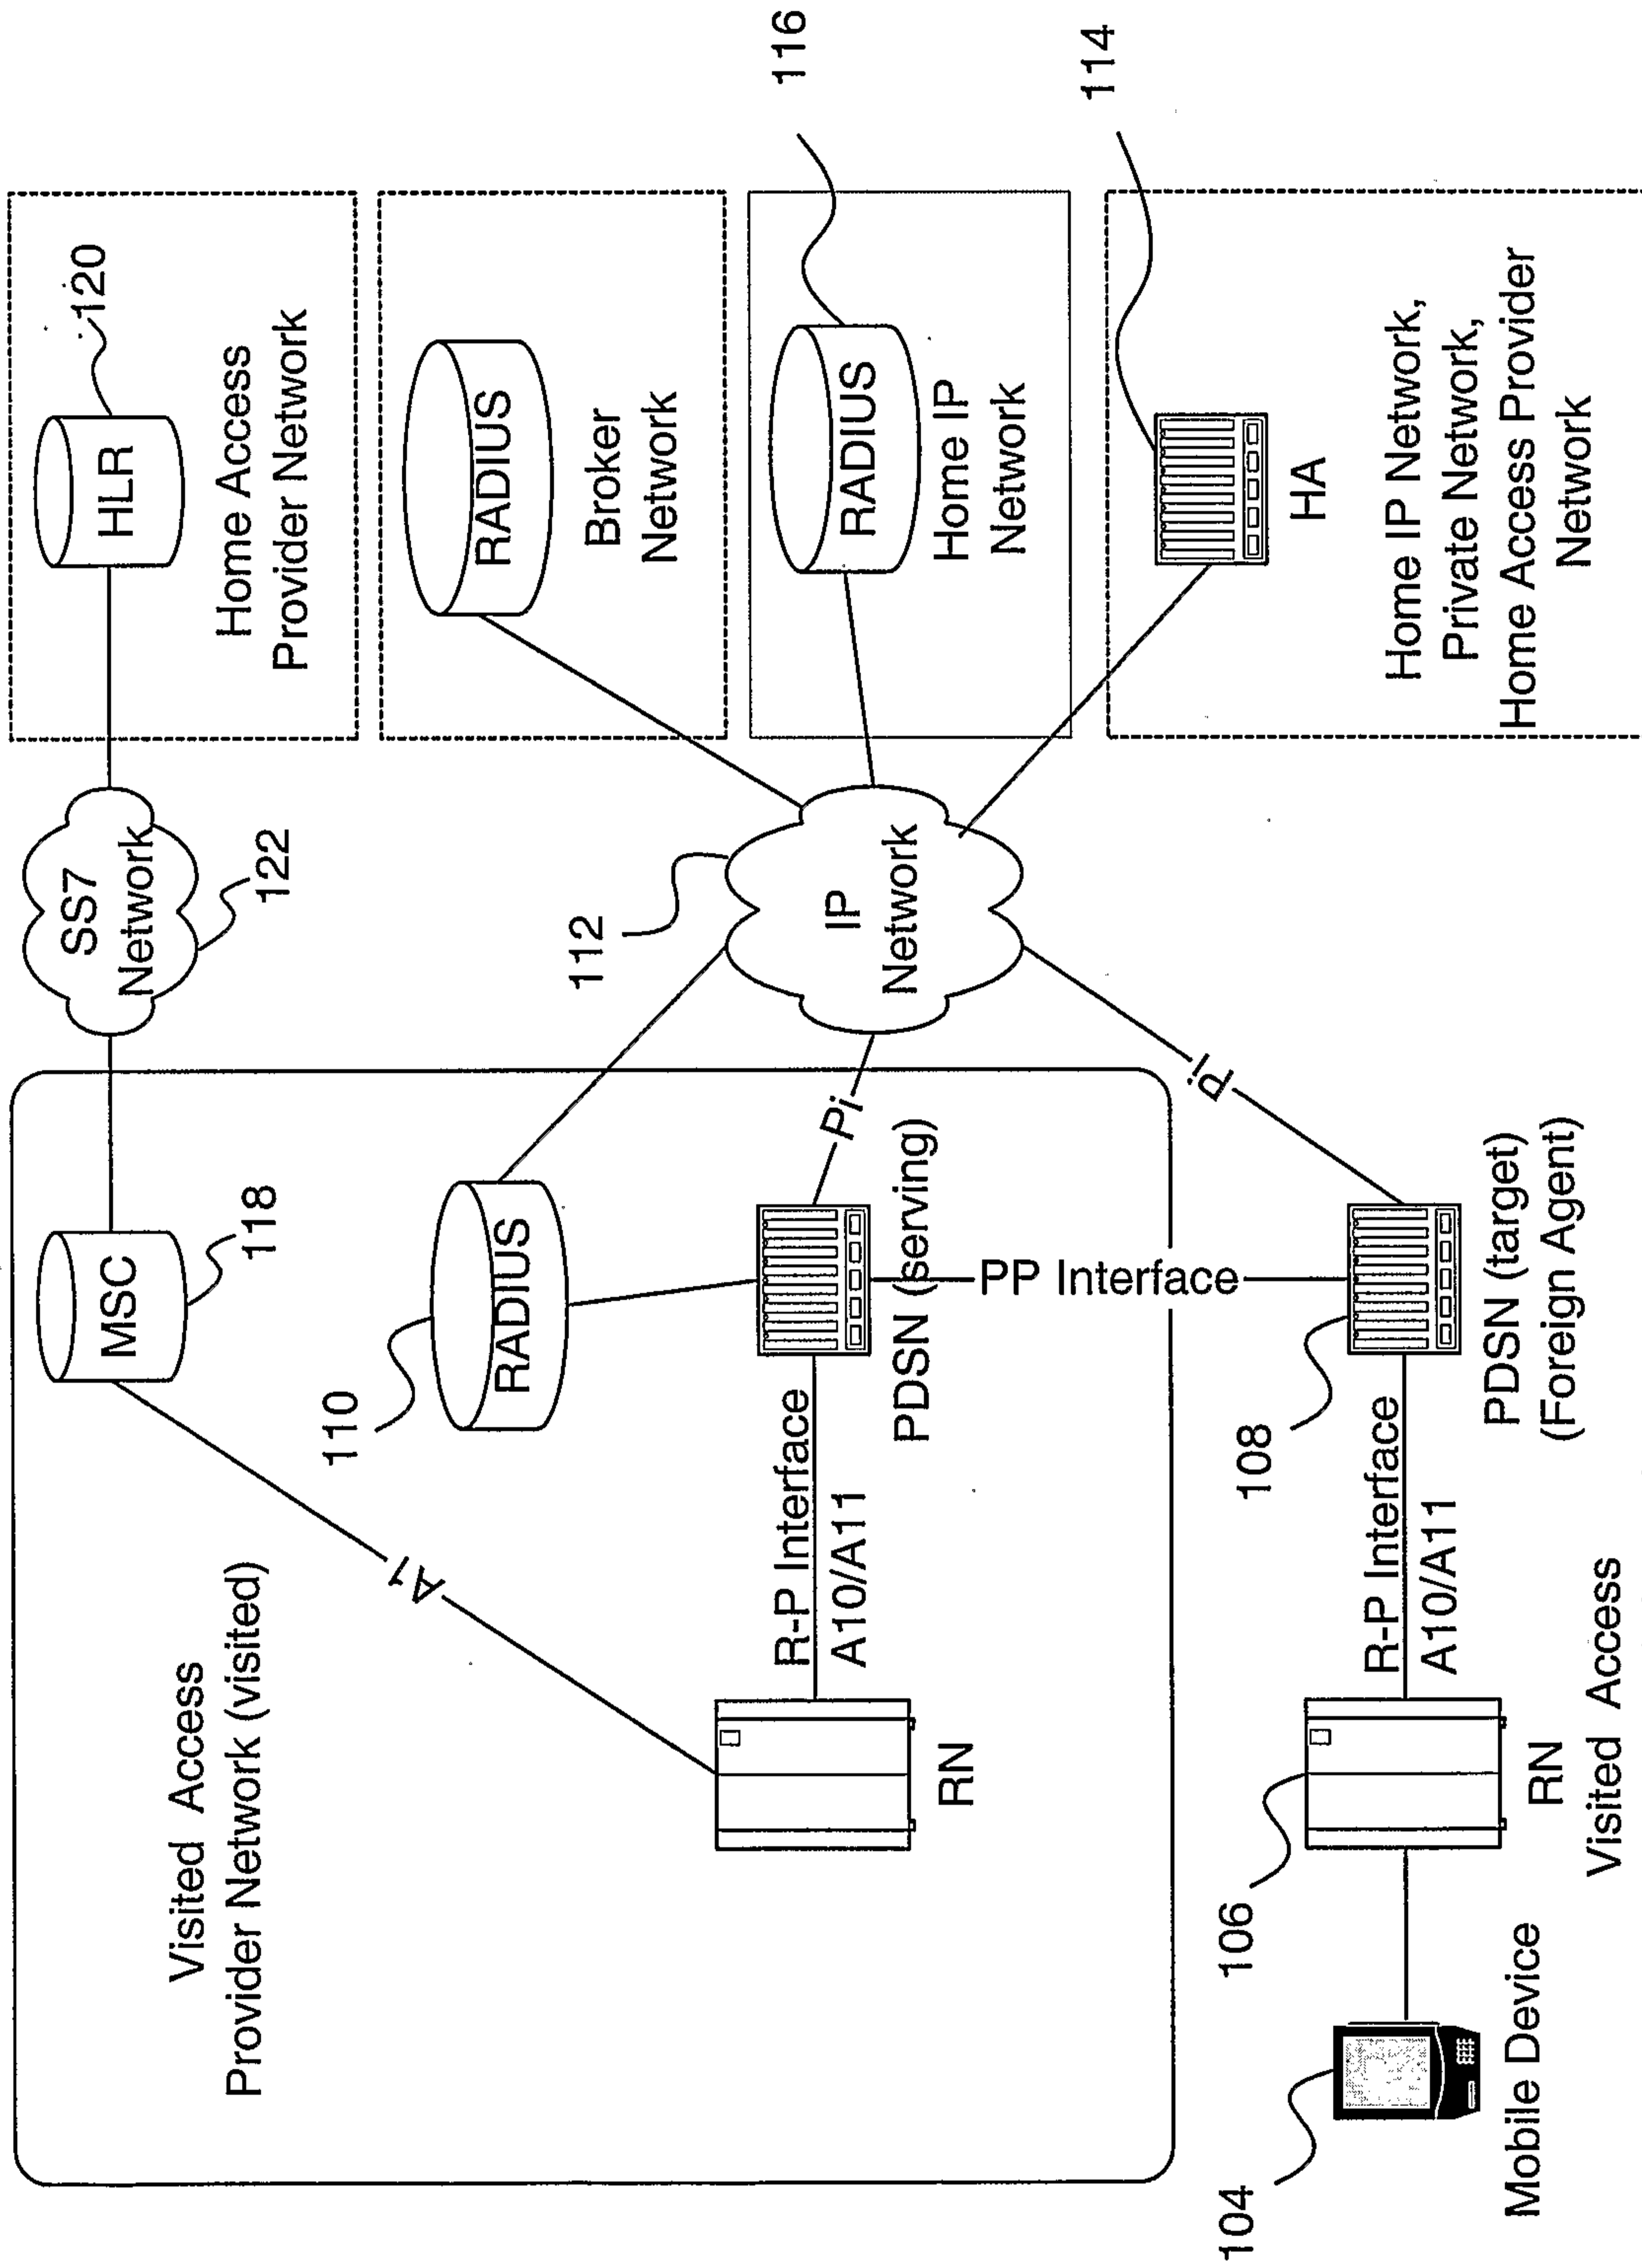 Visited Access
Provider Network (visited)
MSC
118
SS7
Network
122
HLR
120
Home Access
Provider Network
A1
110
RADIUS
RADIUS
Broker
Network
112
IP
Network
RADIUS
116
Home IP
Network
RN
R-P Interface
A10/A11
PDSN (serving)
Pi
PP Interface
Pi
HA
114
Home IP Network,
Private Network,
Home Access Provider
Network
104
Mobile Device
106
RN
Visited Access
R-P Interface
A10/A11
108
PDSN (target)
(Foreign Agent)